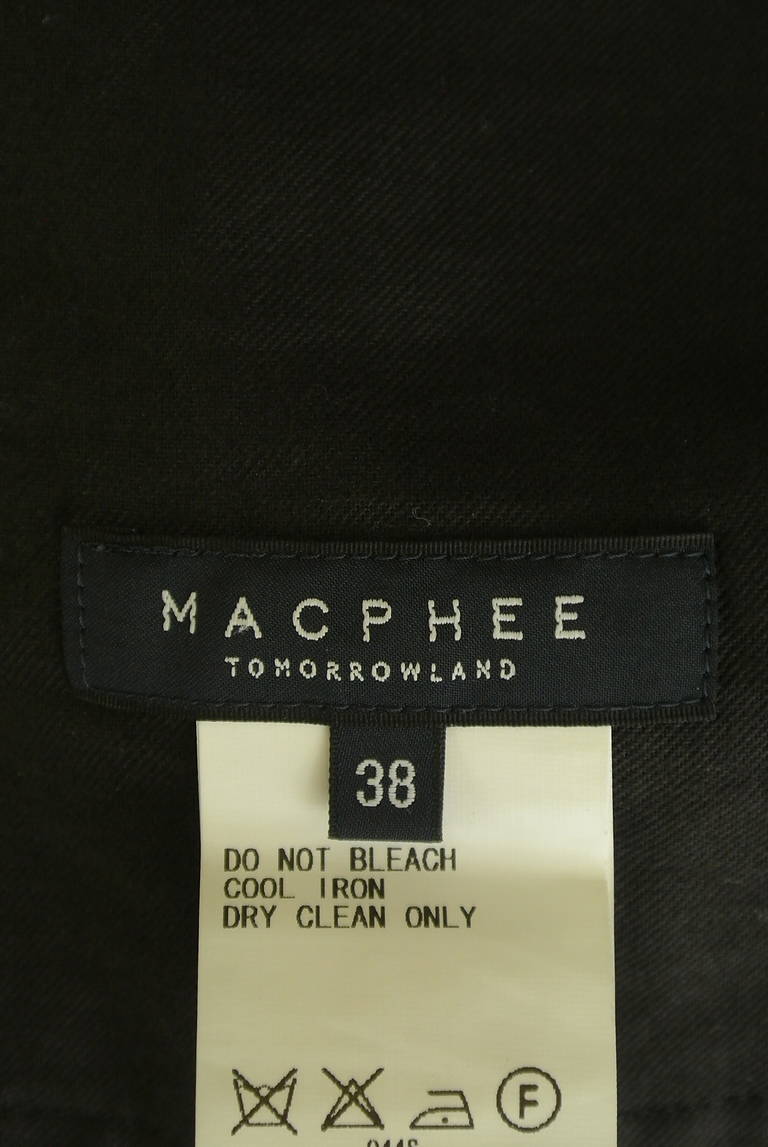 MACPHEE
TOMORROWLAND
38
DO NOT BLEACH
COOL IRON
DRY CLEAN ONLY
F